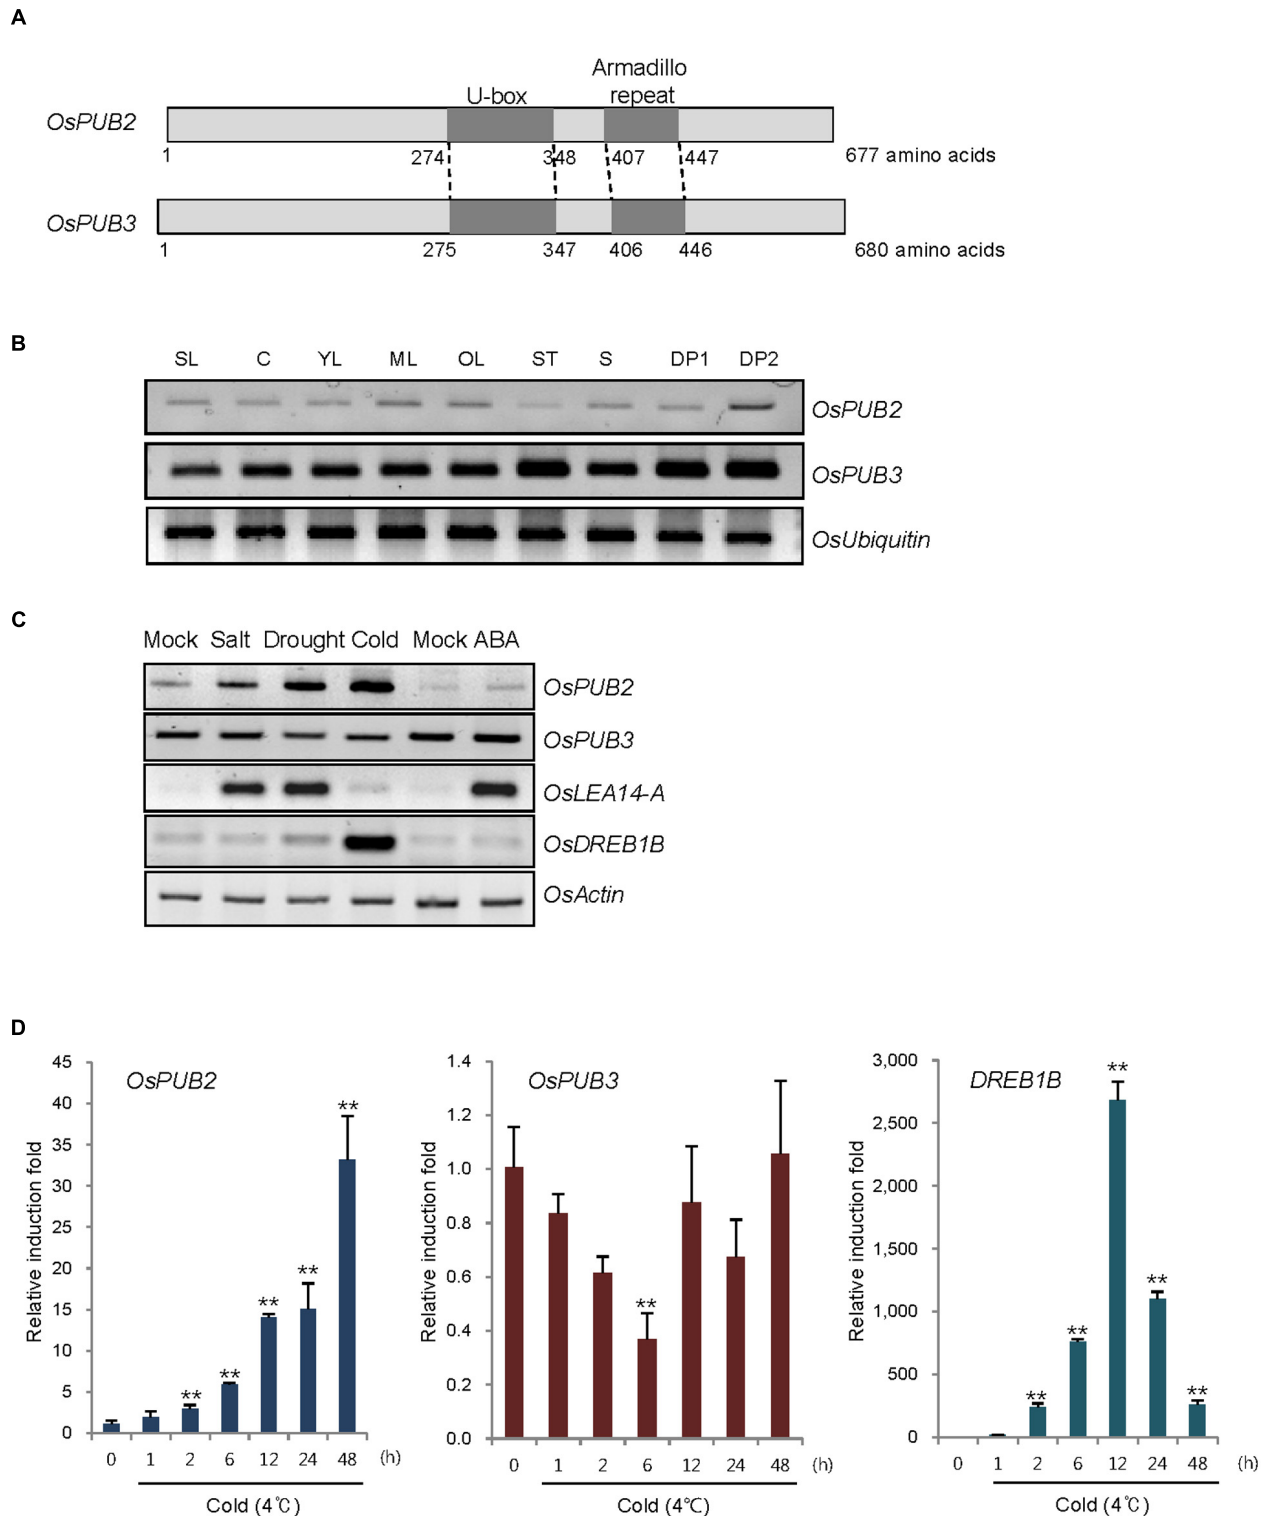 A
Armadillo
U-box repeat
OsPUB2
1 274 348 407 447 677 amino acids
OsPUB3
1 275 347 406 446 680 amino acids
B
SL C YL ML OL ST S DP1 DP2
OsPUB2
OsPUB3
OsUbiquitin
C
Mock Salt Drought Cold Mock ABA
OsPUB2
OsPUB3
OsLEA14-A
OsDREB1B
OsActin
D
OsPUB2
Relative induction fold
45
40
35
30
25
20
15
10
5
0
** ** ** ** **
0 1 2 6 12 24 48 (h)
Cold (4℃)
OsPUB3
Relative induction fold
1.4
1.2
1.0
0.8
0.6
0.4
0.2
0.0
**
0 1 2 6 12 24 48 (h)
Cold (4℃)
DREB1B
Relative induction fold
3,000
2,500
2,000
1,500
1,000
500
0
** ** ** ** **
0 1 2 6 12 24 48 (h)
Cold (4℃)